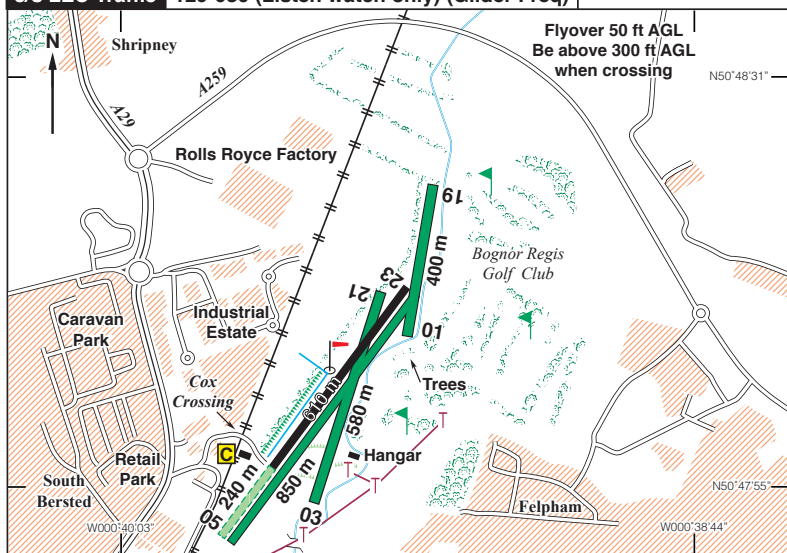 N
Shripney
A259
A29
Flyover 50 ft AGL
Be above 300 ft AGL
when crossing
N50°48'31"
Rolls Royce Factory
19
400 m
Bognor Regis
Golf Club
23
21
01
Industrial
Estate
Caravan
Park
Trees
Cox
Crossing
610 m
580 m
C
Retail
Park
240 m
850 m
Hangar
South
Bersted
05
03
Felpham
N50°47'55"
W000°40'03"
W000°38'44"